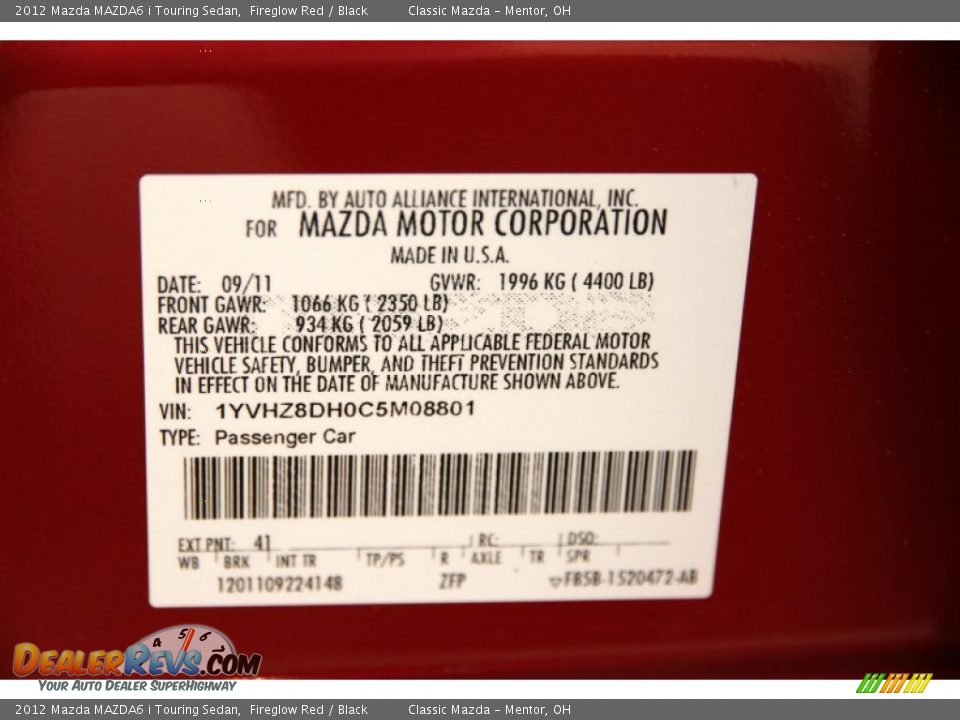 2012 Mazda MAZDA6 i Touring Sedan, Fireglow Red / Black Classic Mazda - Mentor, OH
MFD. BY AUTO ALLIANCE INTERNATIONAL, INC.
FOR MAZDA MOTOR CORPORATION
MADE IN U.S.A.
DATE: 09/11 GVWR: 1996 KG ( 4400 LB)
FRONT GAWR: 1066 KG ( 2350 LB)
REAR GAWR: 934 KG ( 2059 LB)
THIS VEHICLE CONFORMS TO ALL APPLICABLE FEDERAL MOTOR
VEHICLE SAFETY, BUMPER, AND THEFT PREVENTION STANDARDS
IN EFFECT ON THE DATE OF MANUFACTURE SHOWN ABOVE.
VIN: 1YVHZ8DH0C5M08801
TYPE: Passenger Car
EXT PNT: 41 RC: DSO:
WB BRK INT TR TP/PS R AXLE TR SPR
1201109224148 ZFP F85B-1520472-AB
4 5 6
DEALERREVS.COM
YOUR AUTO DEALER SUPERHIGHWAY
2012 Mazda MAZDA6 i Touring Sedan, Fireglow Red / Black Classic Mazda - Mentor, OH